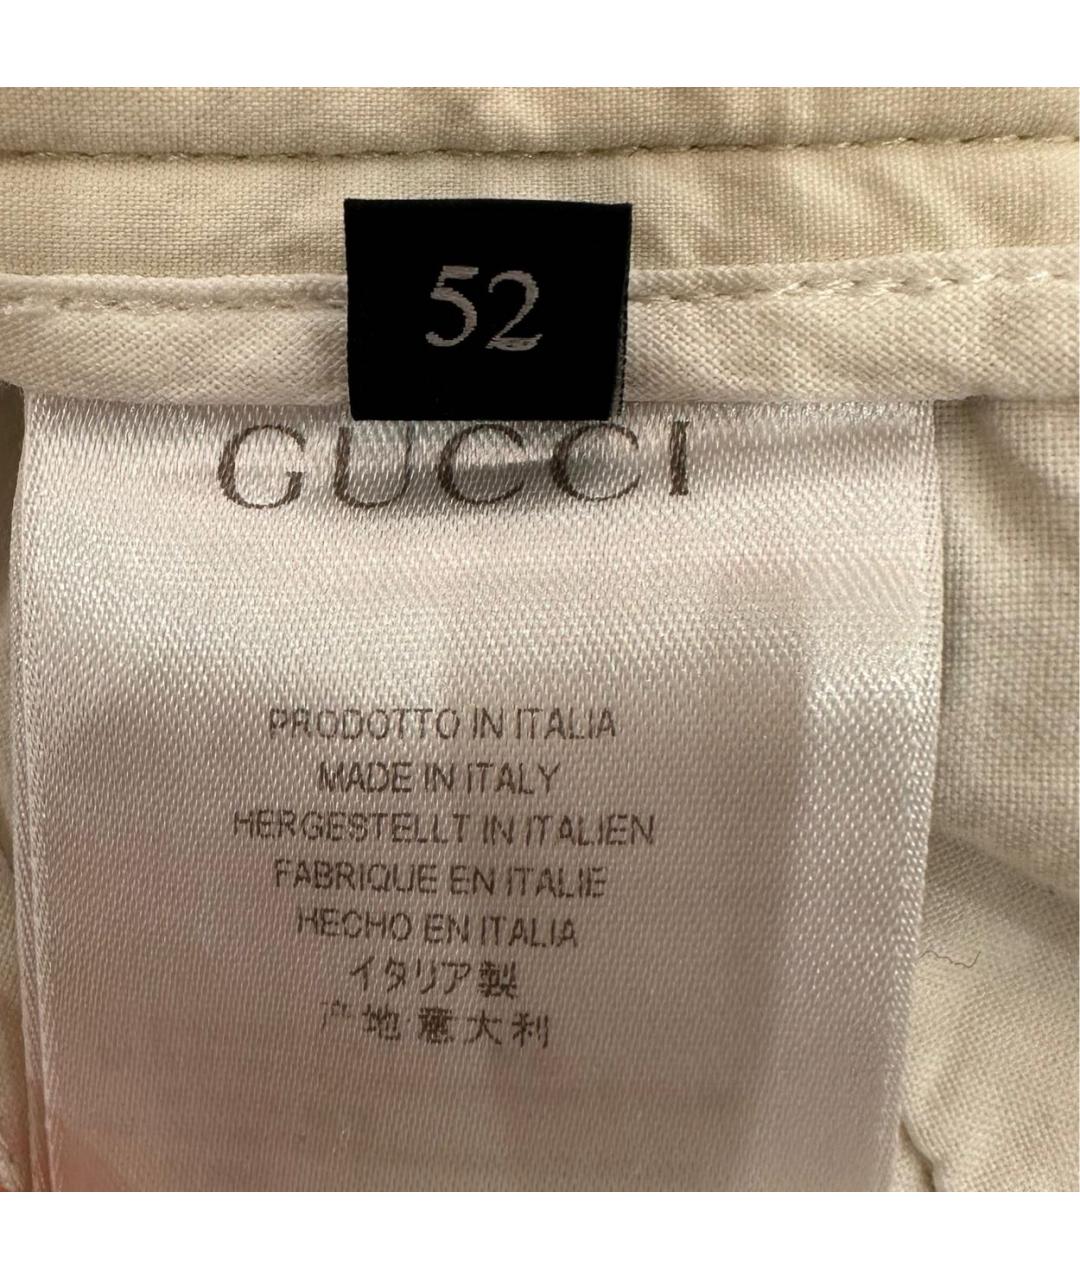 52
GUCCI
PRODOTTO IN ITALIA
MADE IN ITALY
HERGESTELLT IN ITALIEN
FABRIQUE EN ITALIE
HECHO EN ITALIA
イタリア製
产地意大利